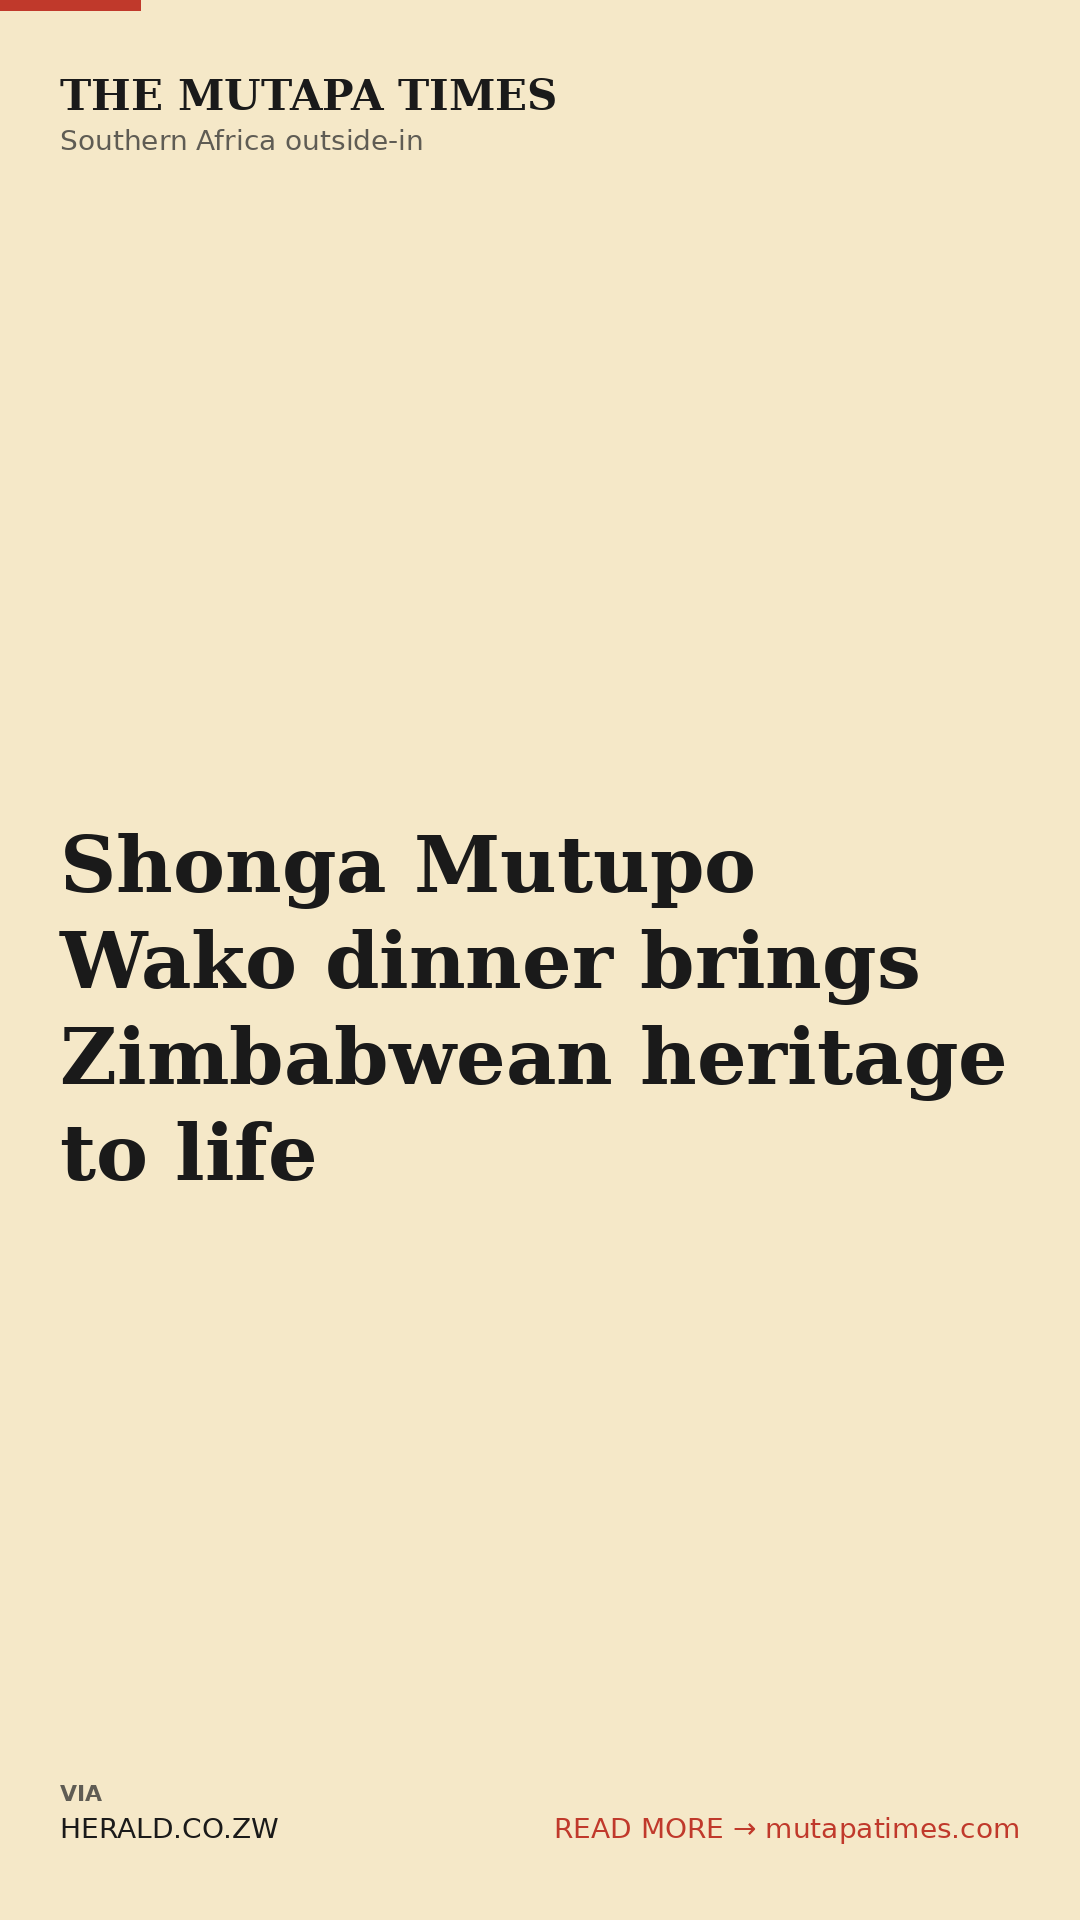 THE MUTAPA TIMES
Southern Africa outside-in
Shonga Mutupo
Wako dinner brings
Zimbabwean heritage
to life
VIA
HERALD.CO.ZW
READ MORE → mutapatimes.com